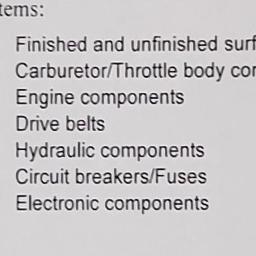 tems:
Finished and unfinished surf
Carburetor/Throttle body cor
Engine components
Drive belts
Hydraulic components
Circuit breakers/Fuses
Electronic components